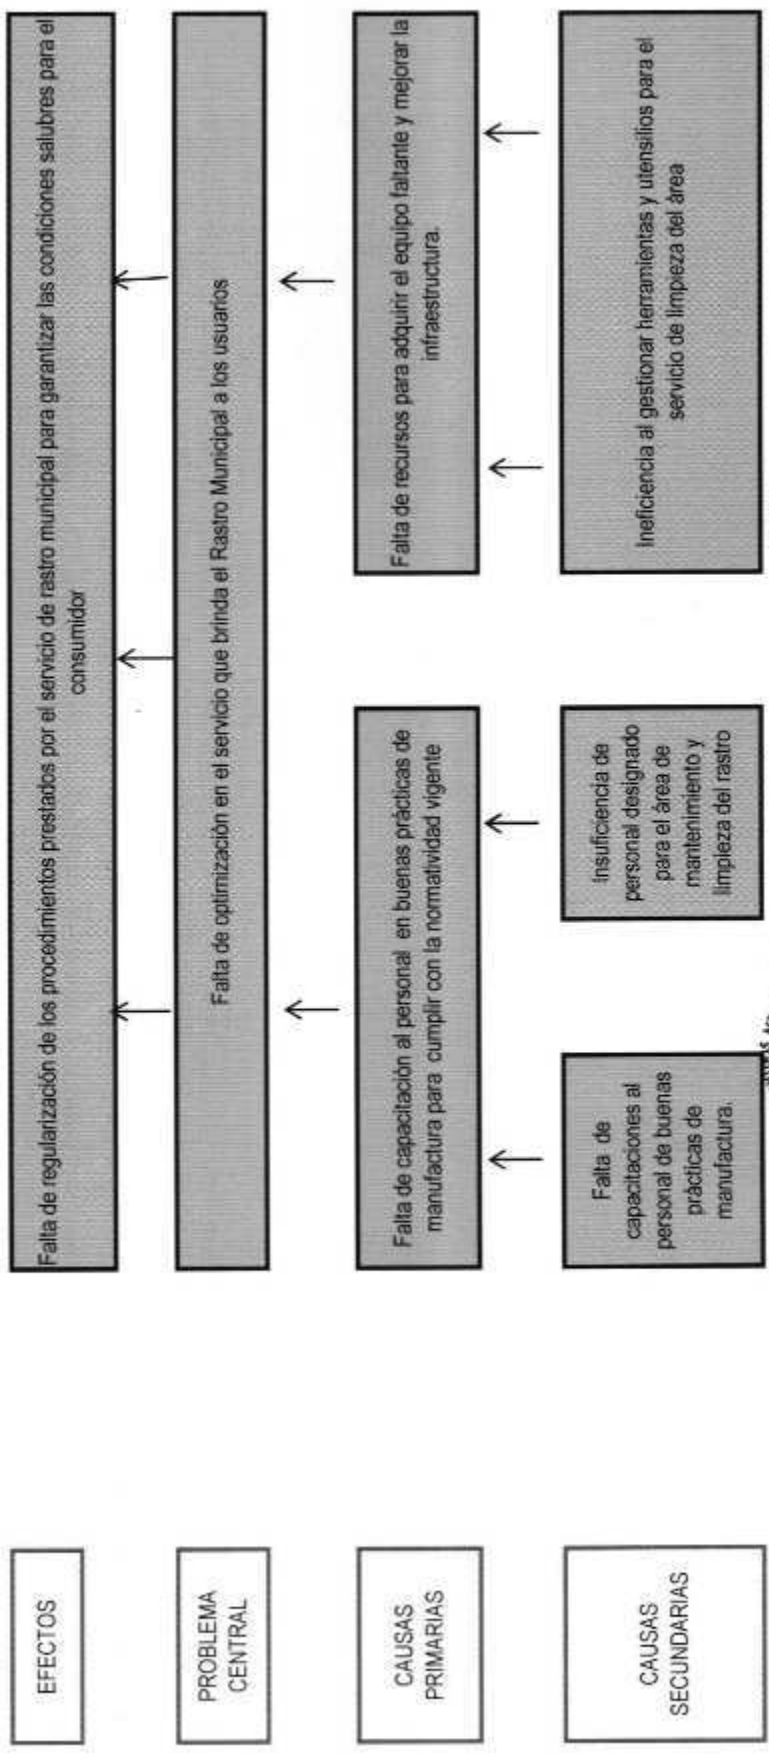 EFECTOS
Falta de regularización de los procedimientos prestados por el servicio de rastro municipal para garantizar las condiciones salubres para el
consumidor
PROBLEMA
CENTRAL
Falta de optimización en el servicio que brinda el Rastro Municipal a los usuarios
CAUSAS
PRIMARIAS
Falta de capacitación al personal en buenas prácticas de
manufactura para cumplir con la normatividad vigente
Falta de recursos para adquirir el equipo faltante y mejorar la
infraestructura.
CAUSAS
SECUNDARIAS
Falta de
capacitaciones al
personal de buenas
prácticas de
manufactura.
Insuficiencia de
personal designado
para el área de
mantenimiento y
limpieza del rastro
Ineficiencia al gestionar herramientas y utensilios para el
servicio de limpieza del área